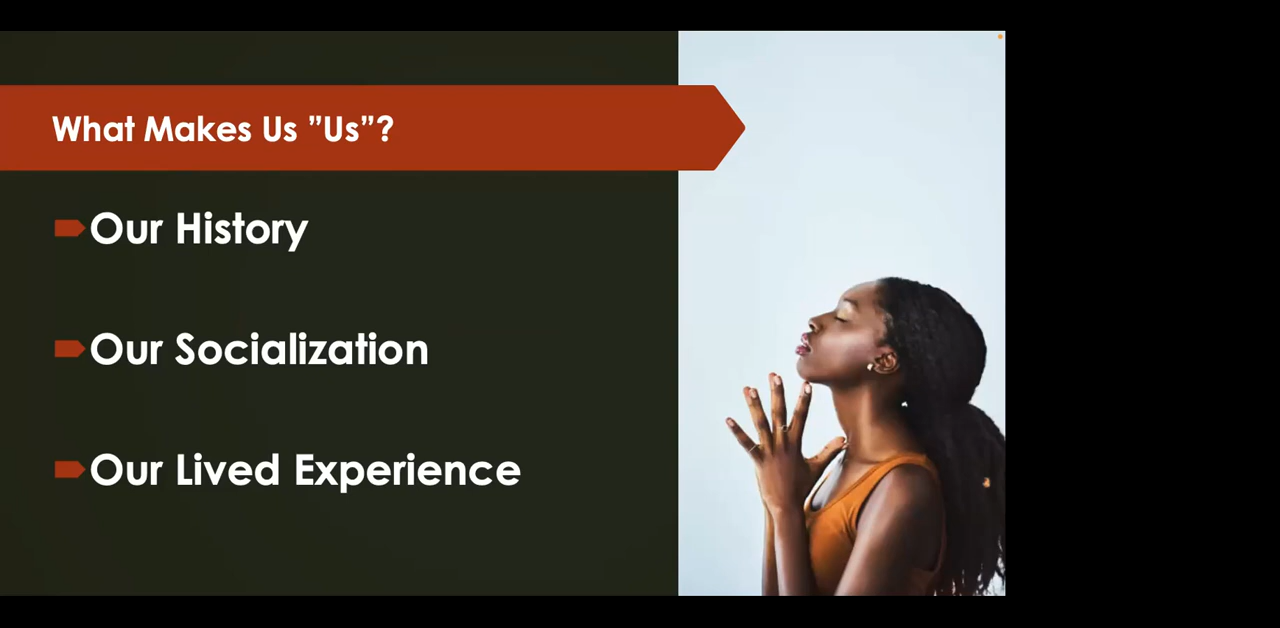 What Makes Us ”Us”?
Our History
Our Socialization
Our Lived Experience